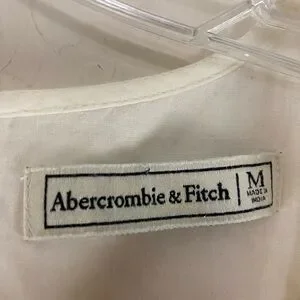 Abercrombie & Fitch
M
MADE IN
INDIA